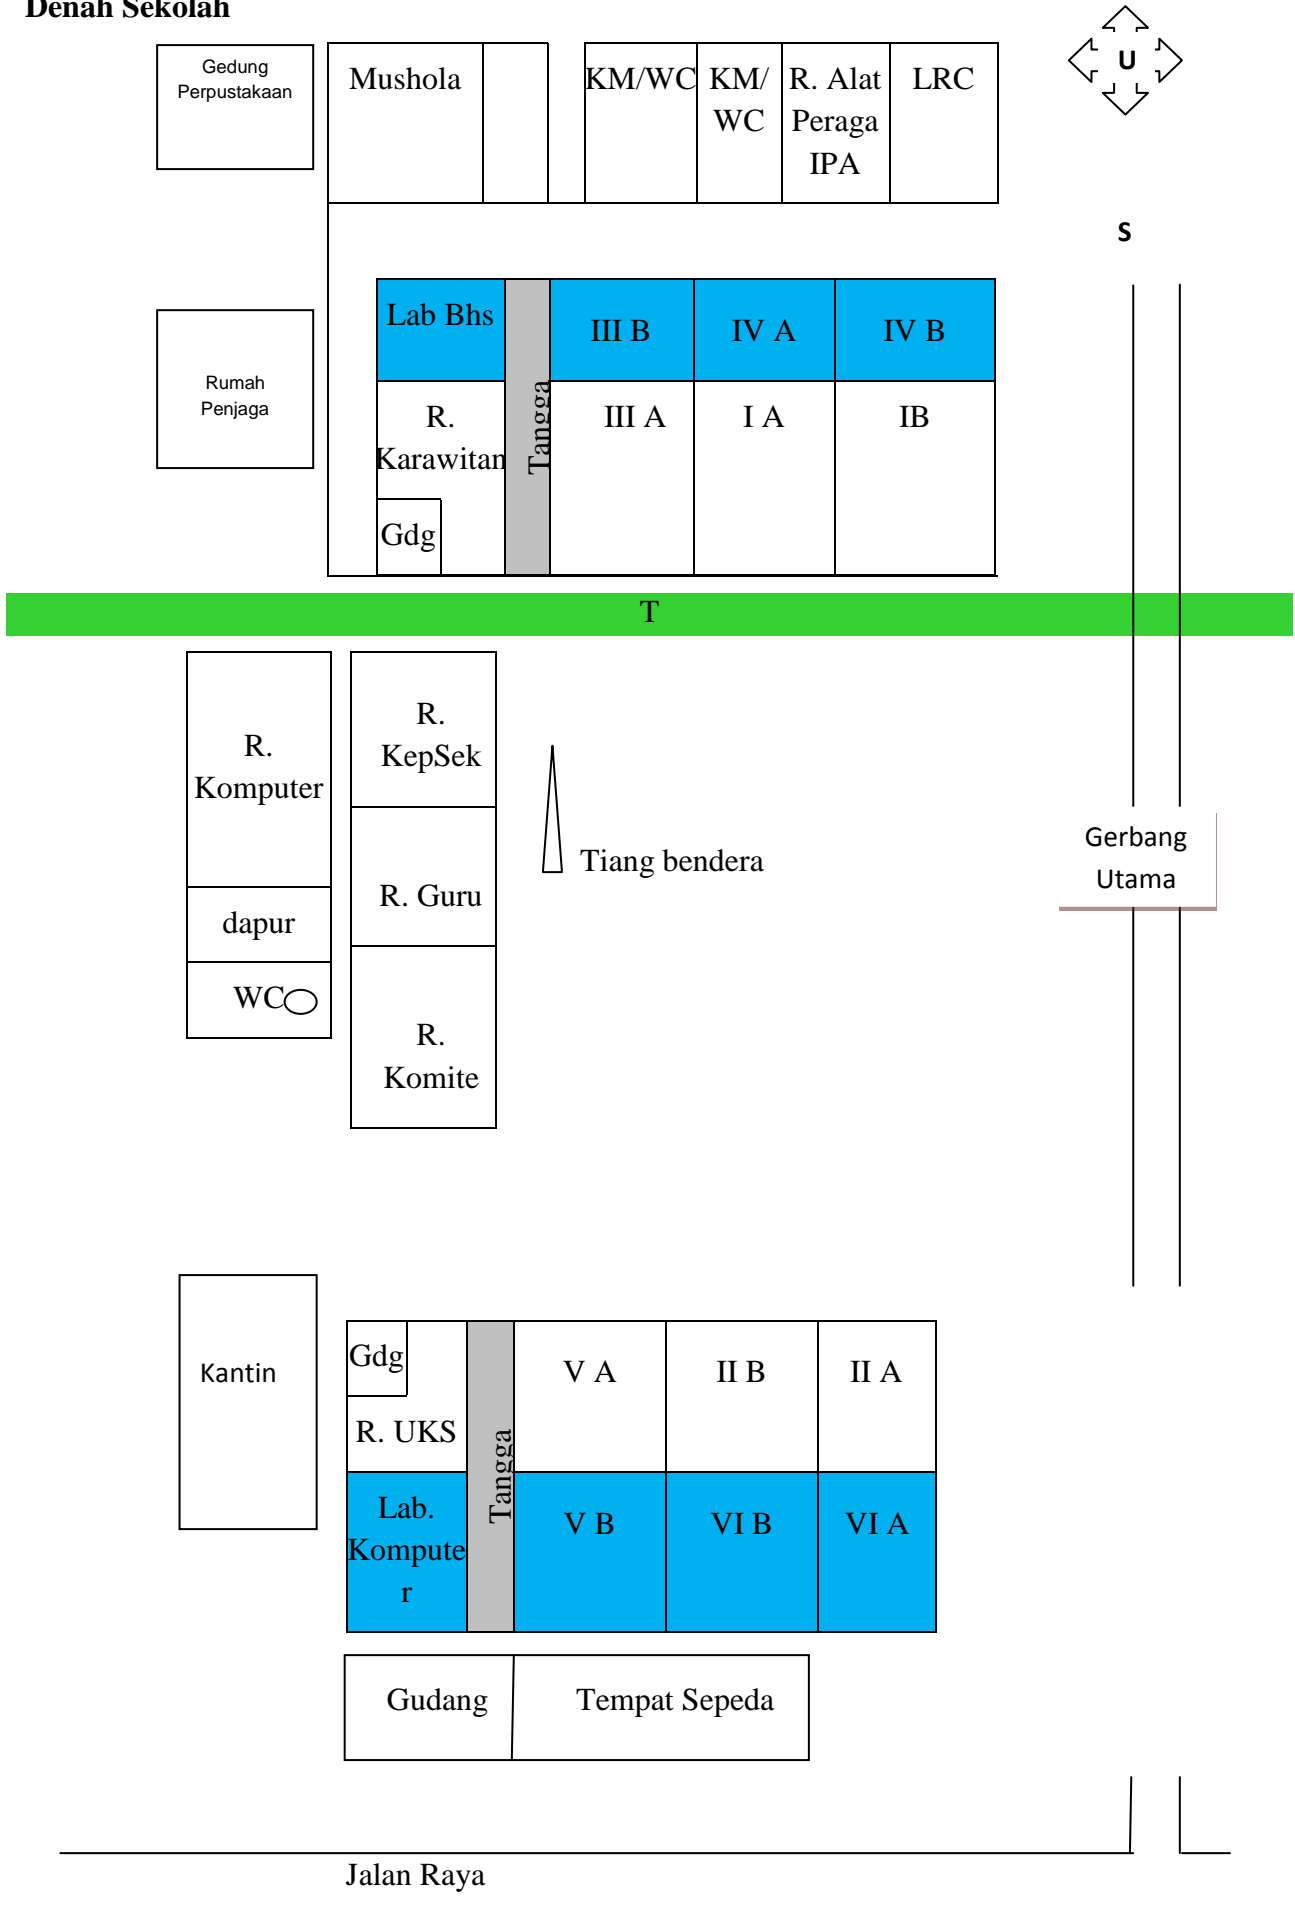 Denah Sekolah
U
Gedung
Perpustakaan
Mushola
KM/WC
KM/
WC
R. Alat
Peraga
IPA
LRC
S
Rumah
Penjaga
Lab Bhs
Tangga
III B
IV A
IV B
R.
Karawitan
Gdg
III A
I A
IB
T
R.
Komputer
dapur
WC
R.
KepSek
R. Guru
R.
Komite
Tiang bendera
Gerbang
Utama
Kantin
Gdg
R. UKS
Tangga
V A
II B
II A
Lab.
Kompute
r
V B
VI B
VI A
Gudang
Tempat Sepeda
Jalan Raya